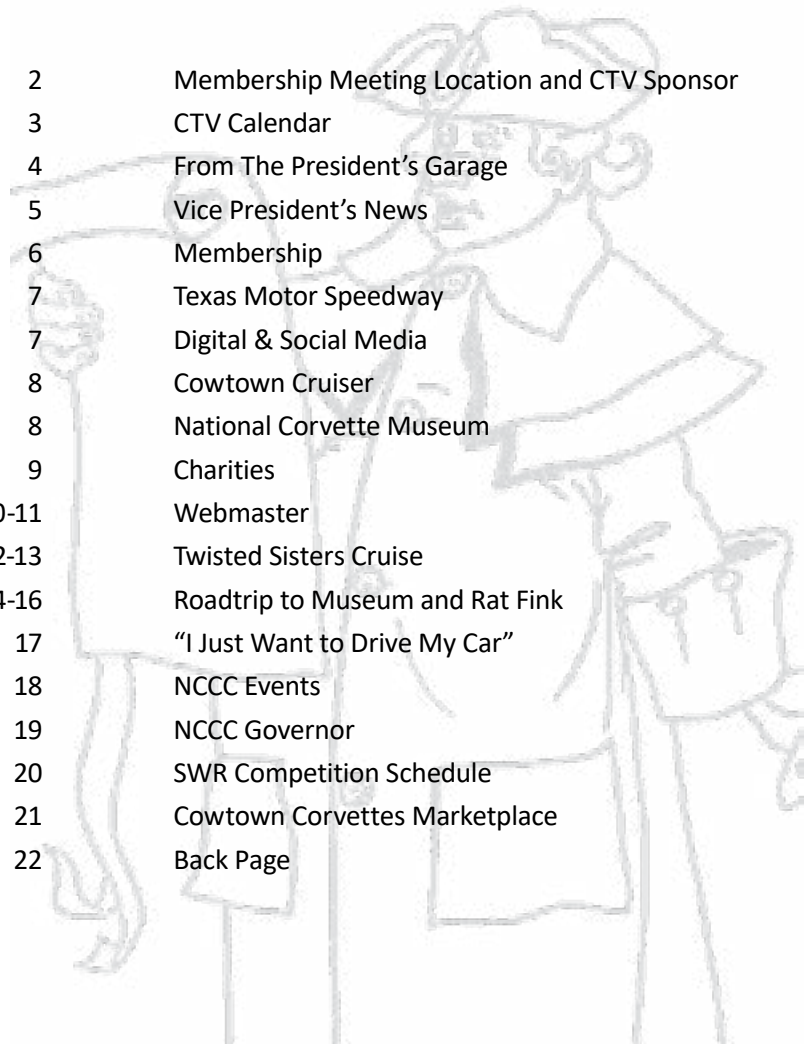 2 Membership Meeting Location and CTV Sponsor
3 CTV Calendar
4 From The President’s Garage
5 Vice President’s News
6 Membership
7 Texas Motor Speedway
7 Digital & Social Media
8 Cowtown Cruiser
8 National Corvette Museum
9 Charities
0-11 Webmaster
2-13 Twisted Sisters Cruise
4-16 Roadtrip to Museum and Rat Fink
17 “I Just Want to Drive My Car”
18 NCCC Events
19 NCCC Governor
20 SWR Competition Schedule
21 Cowtown Corvettes Marketplace
22 Back Page